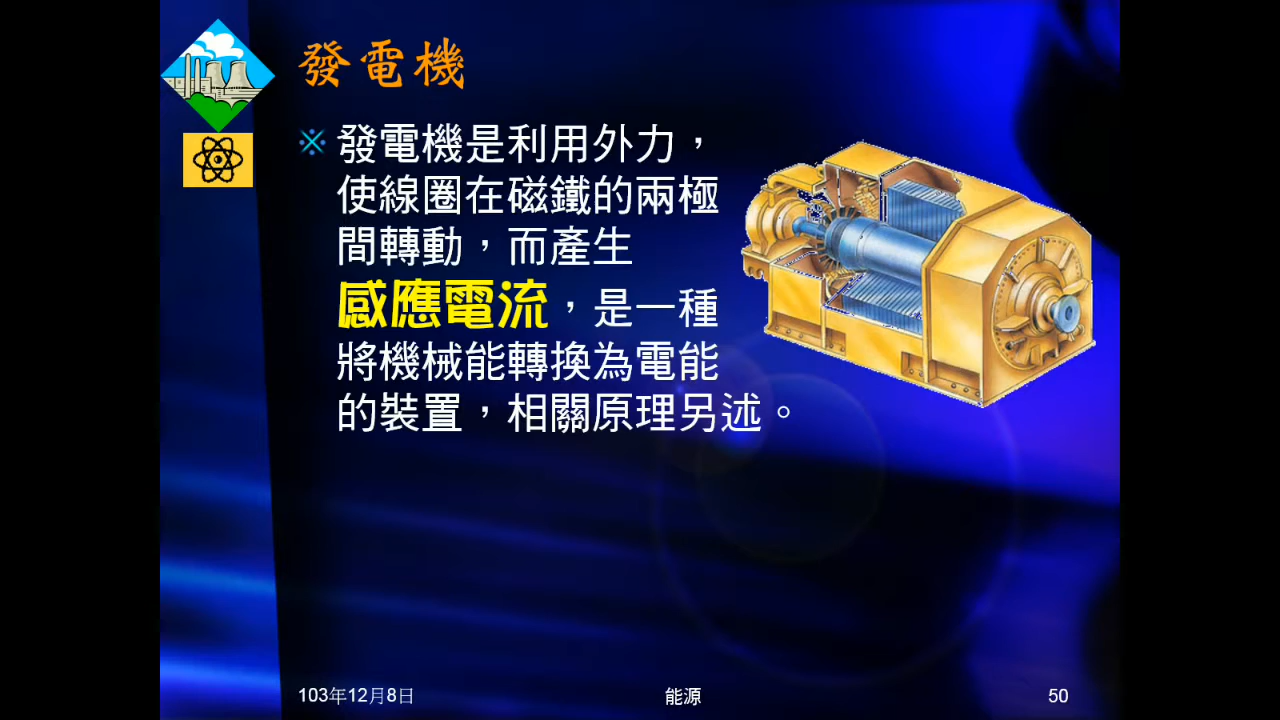 發電機
※ 發電機是利用外力，
使線圈在磁鐵的兩極
間轉動，而產生
感應電流，是一種
將機械能轉換為電能
的裝置，相關原理另述。
103年12月8日
能源
50